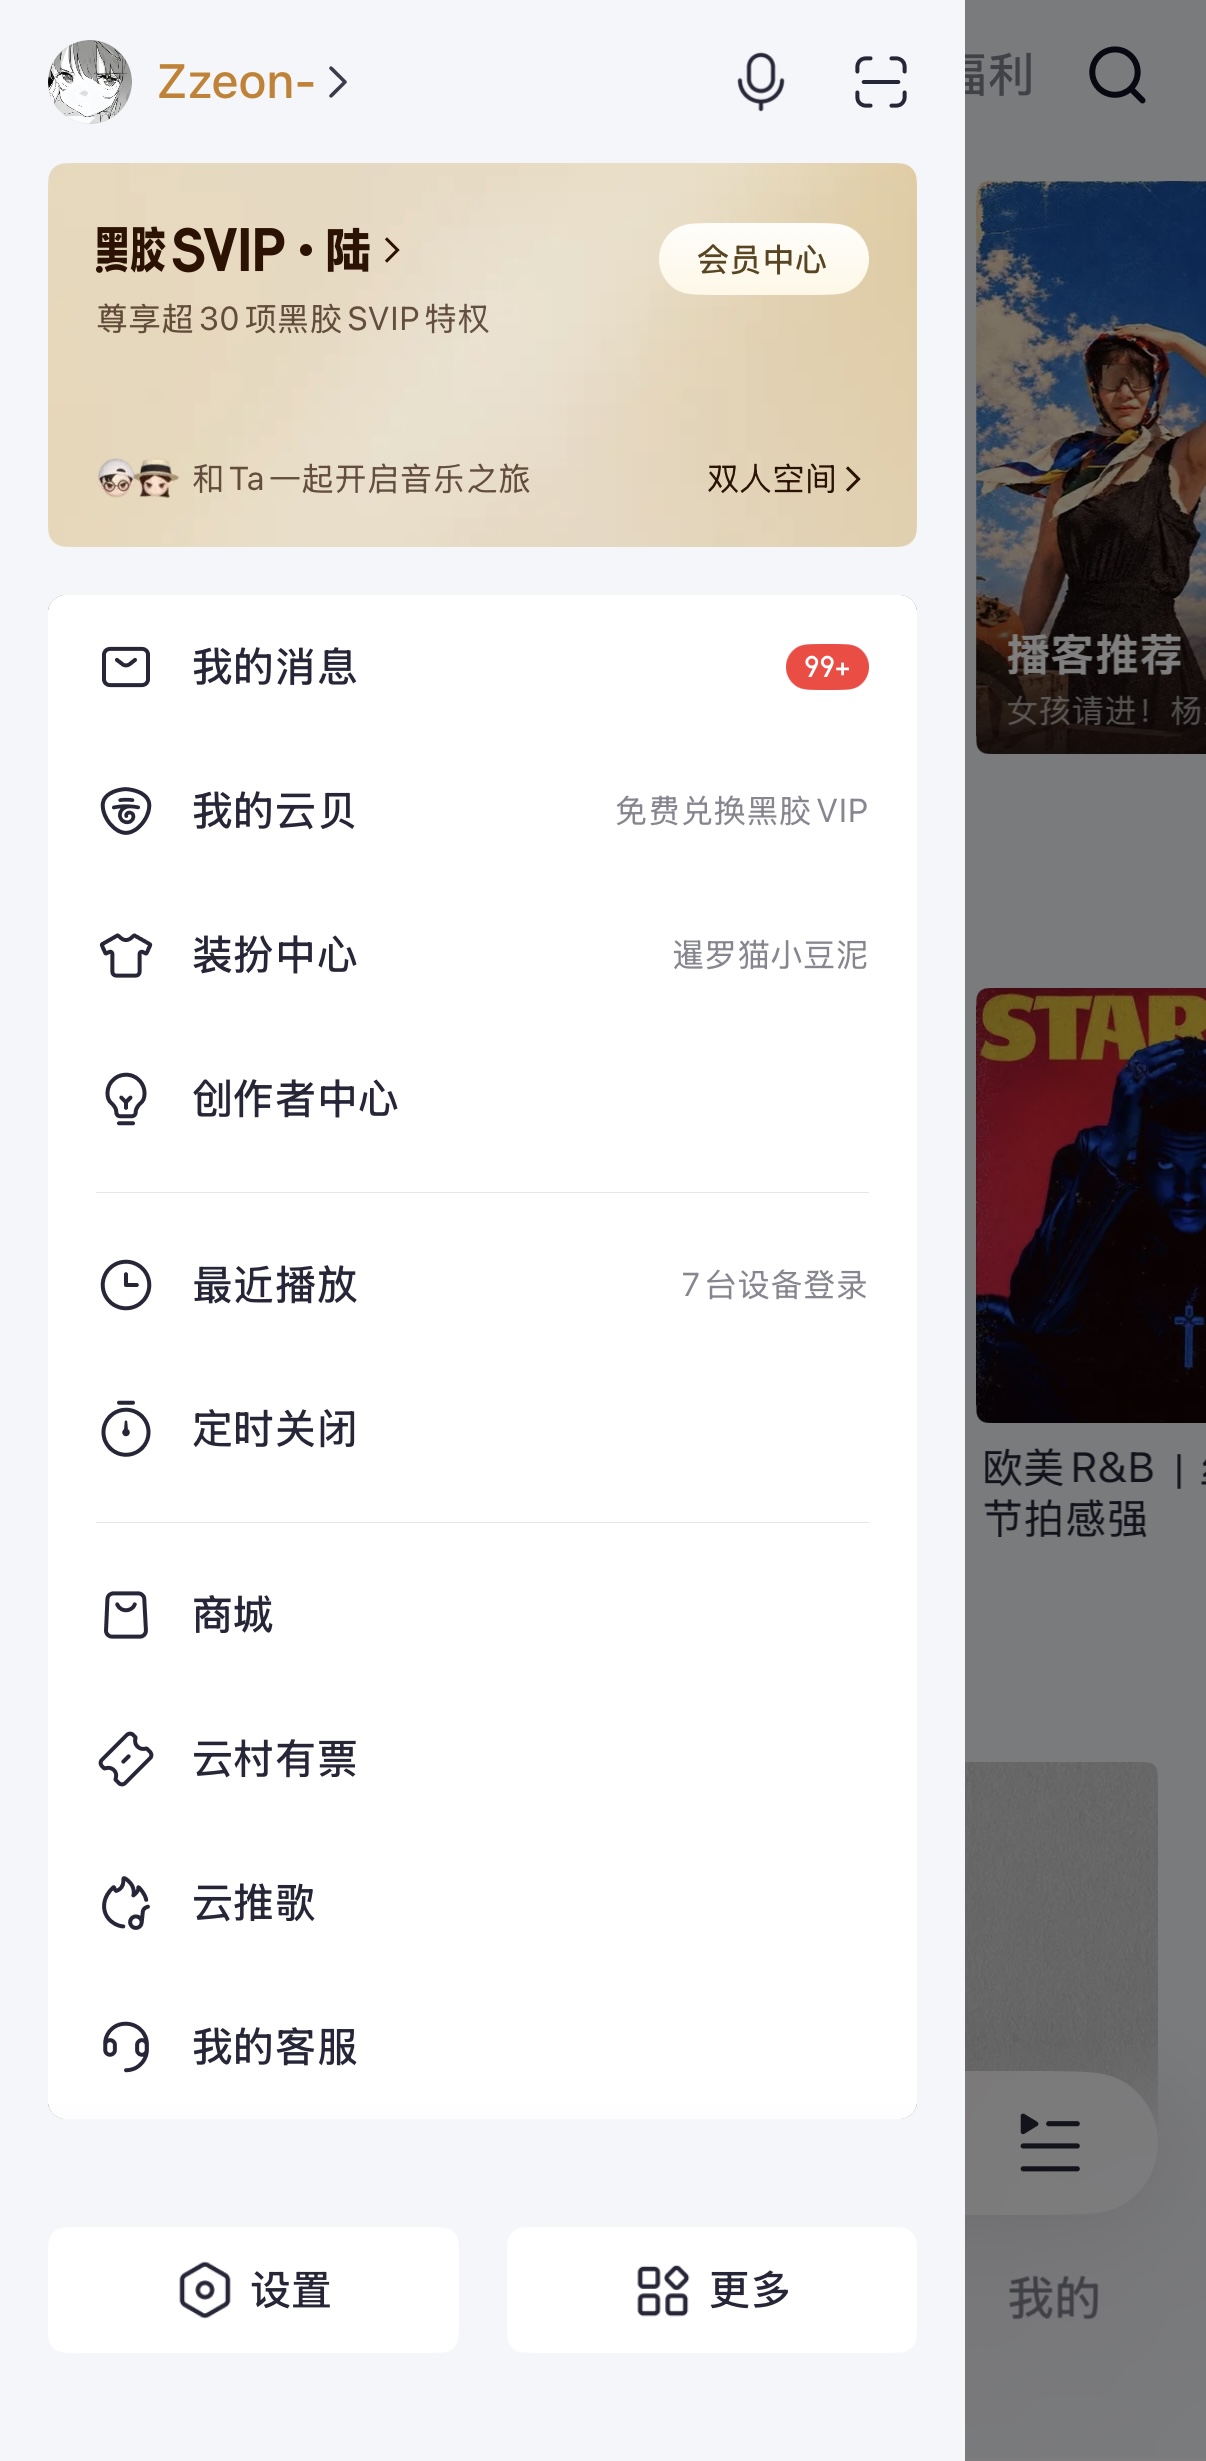 Zzeon-
福利
黑胶SVIP·陆
会员中心
尊享超30项黑胶SVIP特权
和Ta一起开启音乐之旅
双人空间
播客推荐
女孩请进！杨
我的消息
99+
我的云贝
免费兑换黑胶VIP
装扮中心
暹罗猫小豆泥
创作者中心
STAR
最近播放
7台设备登录
定时关闭
欧美R&B |
节拍感强
商城
云村有票
云推歌
我的客服
设置
更多
我的